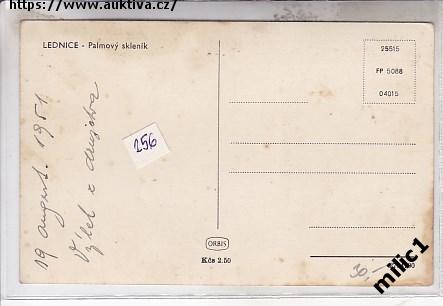 https://www.auktiva.cz/
LEDNICE - Palmový skleník
25515
FP 5088
04015
19 august. 1951
Výlet z družstva
256
ORBIS
Kčs 2.50
30,-
milic1